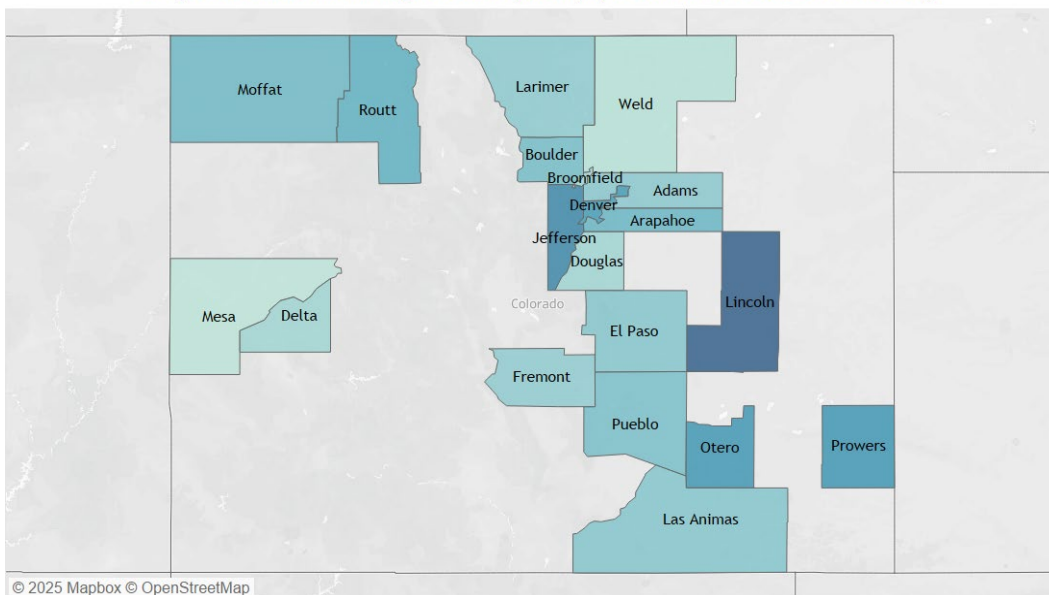 Moffat
Routt
Larimer
Weld
Boulder
Broomfield
Adams
Denver
Arapahoe
Jefferson
Douglas
Mesa
Delta
Colorado
Lincoln
El Paso
Fremont
Pueblo
Otero
Prowers
Las Animas
© 2025 Mapbox © OpenStreetMap